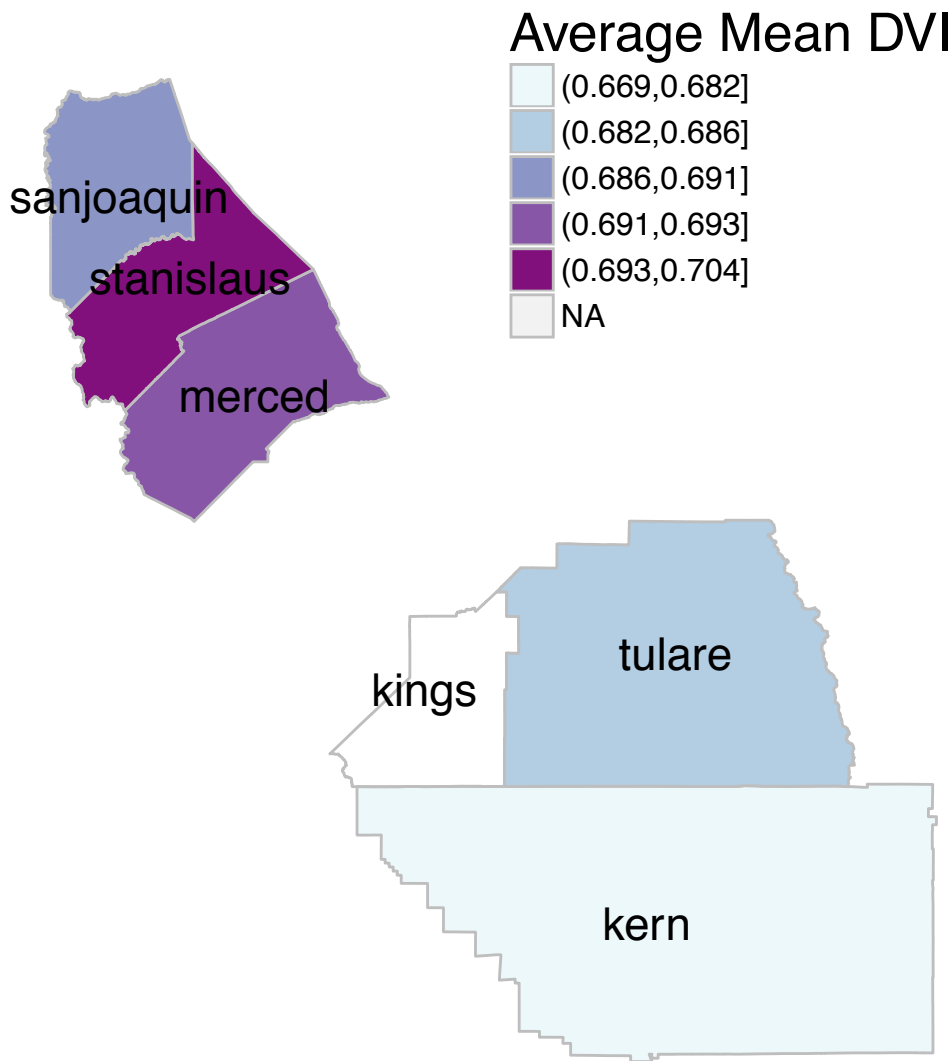 Average Mean DVI
(0.669,0.682]
(0.682,0.686]
(0.686,0.691]
(0.691,0.693]
(0.693,0.704]
NA
sanjoaquin
stanislaus
merced
tulare
kings
kern